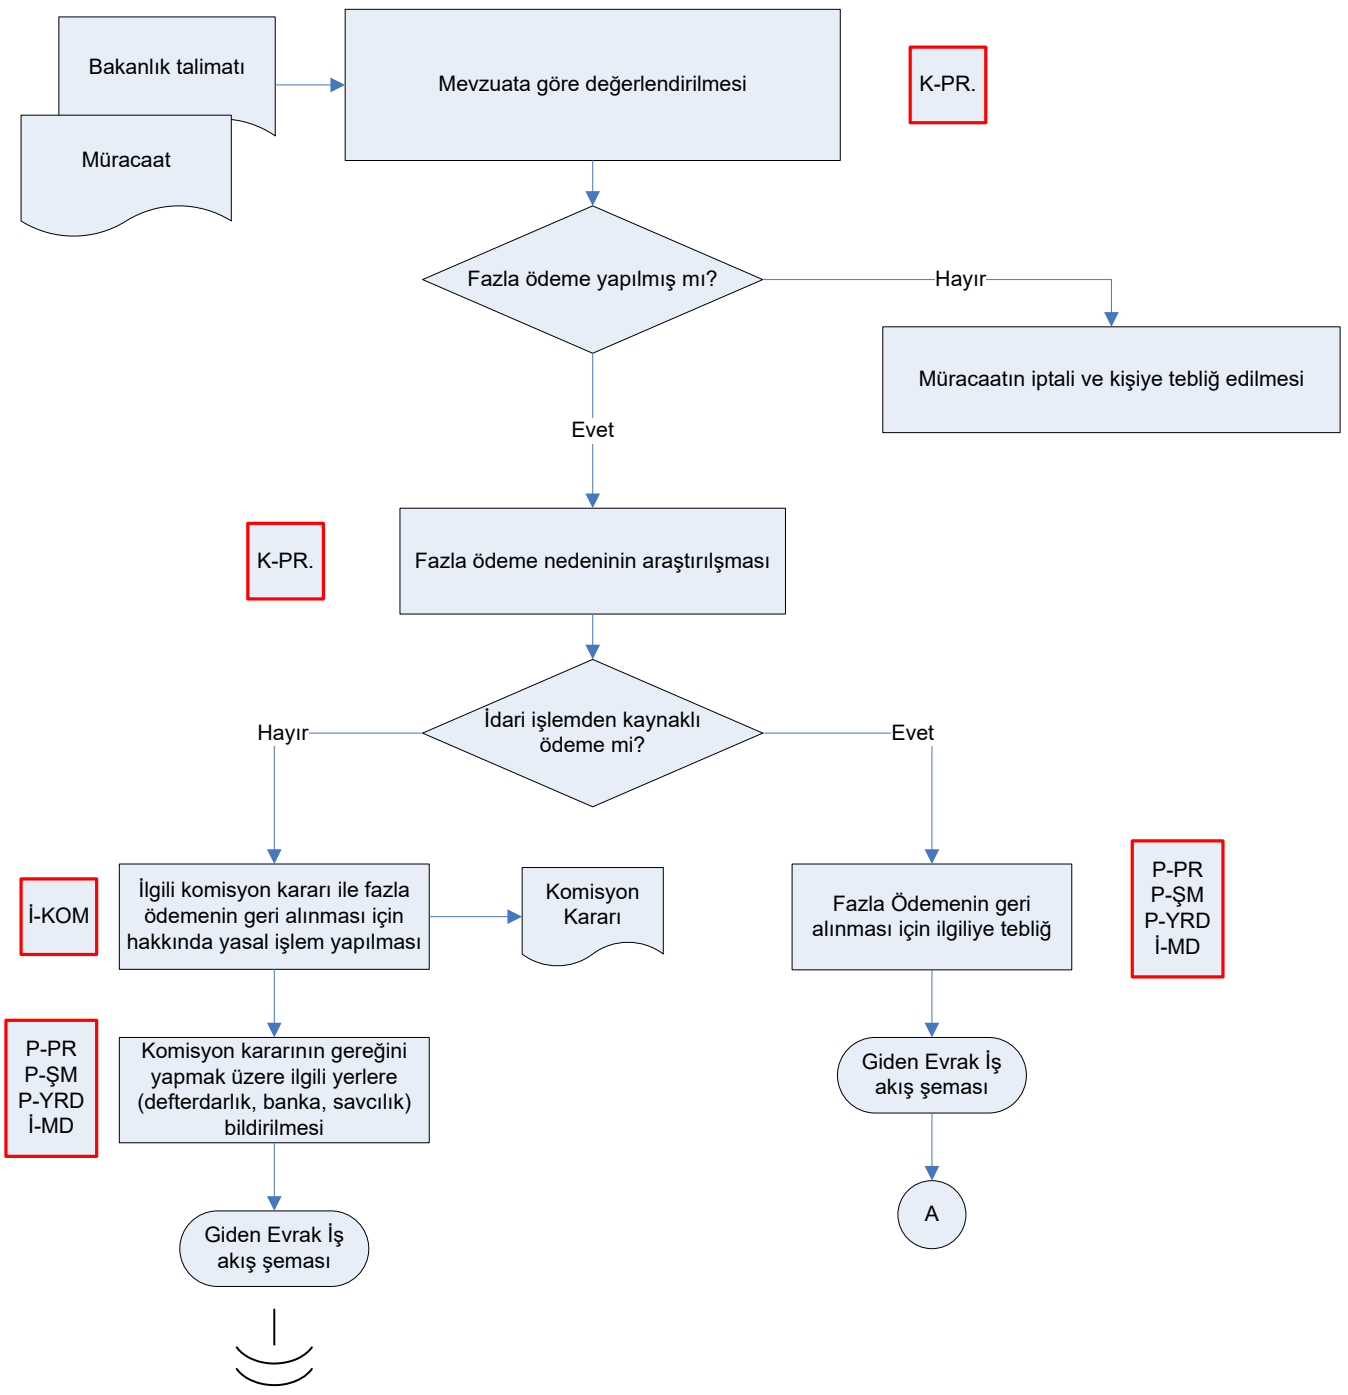 Bakanlık talimatı
Müracaat
Mevzuata göre değerlendirilmesi
K-PR.
Fazla ödeme yapılmış mı?
Hayır
Müracaatın iptali ve kişiye tebliğ edilmesi
Evet
K-PR.
Fazla ödeme nedeninin araştırılşması
İdari işlemden kaynaklı
ödeme mi?
Hayır
Evet
İ-KOM
İlgili komisyon kararı ile fazla
ödemenin geri alınması için
hakkında yasal işlem yapılması
Komisyon
Kararı
Fazla Ödemenin geri
alınması için ilgiliye tebliğ
P-PR
P-ŞM
P-YRD
İ-MD
P-PR
P-ŞM
P-YRD
İ-MD
Komisyon kararının gereğini
yapmak üzere ilgili yerlere
(defterdarlık, banka, savcılık)
bildirilmesi
Giden Evrak İş
akış şeması
A
Giden Evrak İş
akış şeması